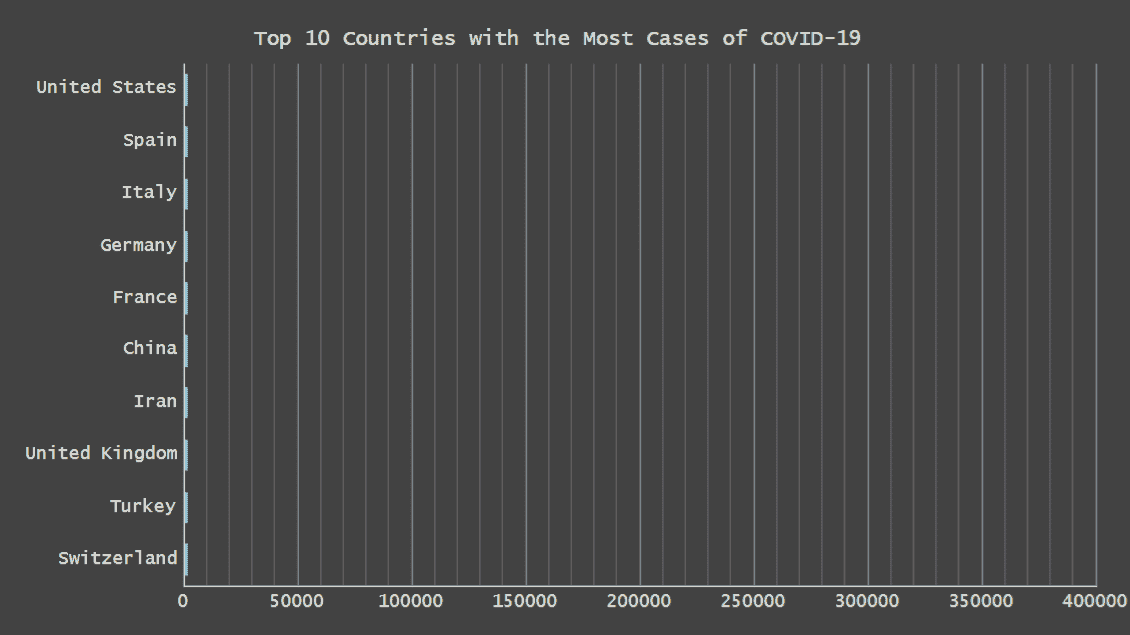 Top 10 Countries with the Most Cases of COVID-19
United States
Spain
Italy
Germany
France
China
Iran
United Kingdom
Turkey
Switzerland
0 50000 100000 150000 200000 250000 300000 350000 400000